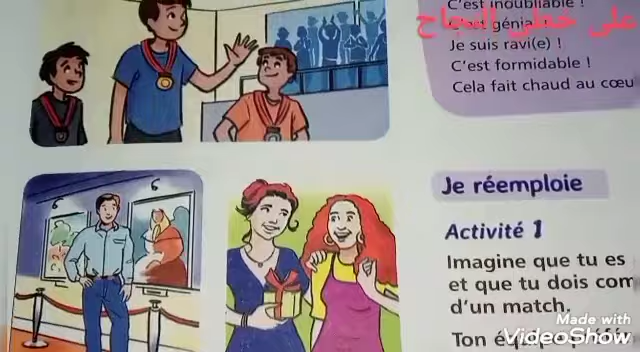 C'est inoubliable !
génial
Je suis ravi(e) !
C'est formidable !
Cela fait chaud au cœu
على خطى النجاح
Je réemploie
Activité 1
Imagine que tu es
et que tu dois com
d'un match.
Ton
Made with
VideoShow